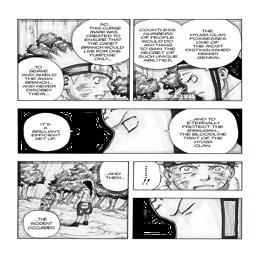 THE
HYUGA CLAN
POSSESSES
ONE OF
THE MOST
DISTINGUISHED
KEKKEI
GENKAI.
COUNTLESS
NUMBERS
OF PEOPLE
WOULD DO
ANYTHING
TO GAIN THE
SECRET OF
SUCH UNIQUE
ABILITIES.
SO...
THIS CURSE
MARK WAS
CREATED TO
ENSURE THAT
THE CADET
BRANCH WOULD
LIVE FOR ONE
PURPOSE
ONLY...
TO
SERVE
AND SHIELD
THE MAIN
BRANCH...
AND NEVER
DISOBEY
THEM...
AND TO
ETERNALLY
PROTECT THE
BYAKUGAN...
THE BLOODLINE
TRAIT OF THE
HYUGA
CLAN.
IT'S
A
BRILLIANT,
EFFICIENT
SET-UP.
...AND
THEN...
...THE
INCIDENT
OCCURRED.